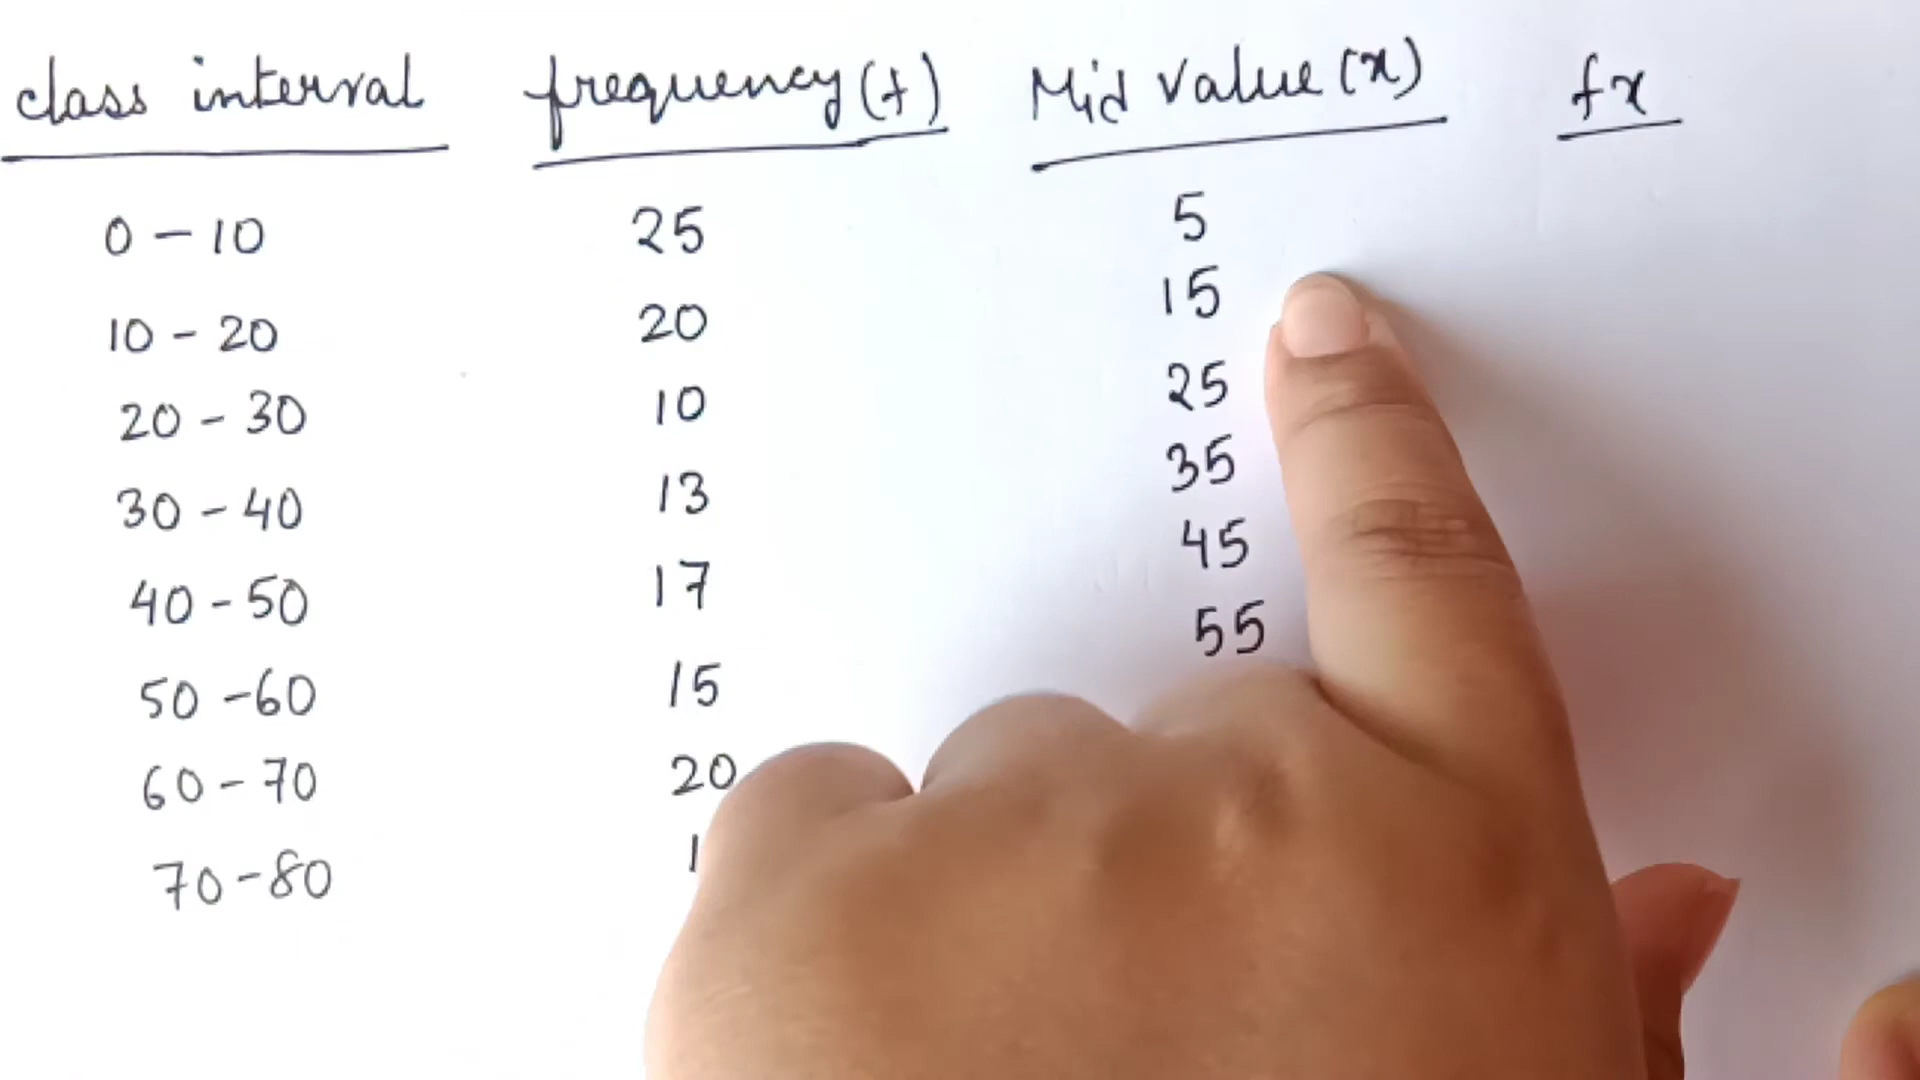 class interval frequency (f) Mid value (x) fx
0 - 10 25 5
10 - 20 20 15
20 - 30 10 25
30 - 40 13 35
40 - 50 17 45
50 - 60 15 55
60 - 70 20
70 - 80